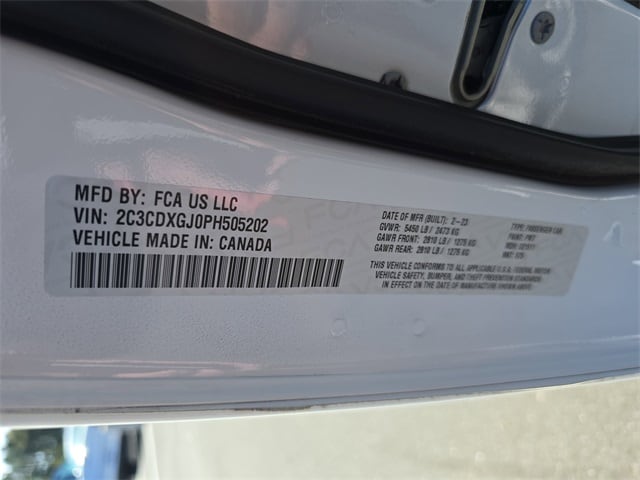 MFD BY: FCA US LLC
VIN: 2C3CDXGJ0PH505202
VEHICLE MADE IN: CANADA
DATE OF MFR (BUILT): 2-23
GVWR: 5450 LB / 2473 KG
GAWR FRONT: 2810 LB / 1275 KG
GAWR REAR: 2810 LB / 1275 KG
TYPE: PASSENGER CAR
PAINT: PW7
THIS VEHICLE CONFORMS TO ALL APPLICABLE U.S.A. FEDERAL MOTOR
VEHICLE SAFETY, BUMPER, AND THEFT PREVENTION STANDARDS
IN EFFECT ON THE DATE OF MANUFACTURE SHOWN ABOVE